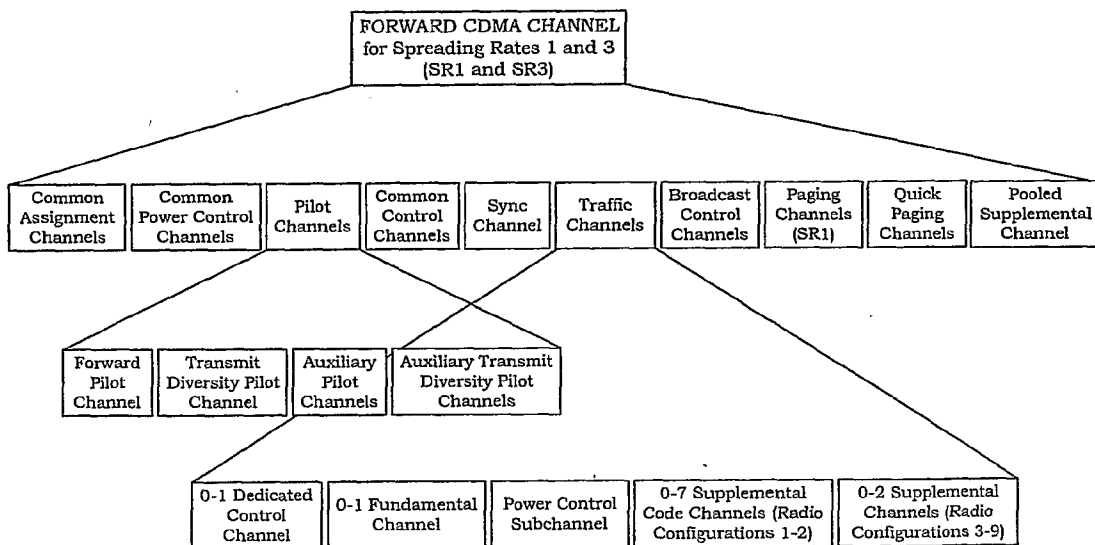 FORWARD CDMA CHANNEL
for Spreading Rates 1 and 3
(SR1 and SR3)
Common
Assignment
Channels
Common
Power Control
Channels
Pilot
Channels
Common
Control
Channels
Sync
Channel
Traffic
Channels
Broadcast
Control
Channels
Paging
Channels
(SR1)
Quick
Paging
Channels
Pooled
Supplemental
Channel
Forward
Pilot
Channel
Transmit
Diversity Pilot
Channel
Auxiliary
Pilot
Channels
Auxiliary Transmit
Diversity Pilot
Channels
0-1 Dedicated
Control
Channel
0-1 Fundamental
Channel
Power Control
Subchannel
0-7 Supplemental
Code Channels (Radio
Configurations 1-2)
0-2 Supplemental
Channels (Radio
Configurations 3-9)